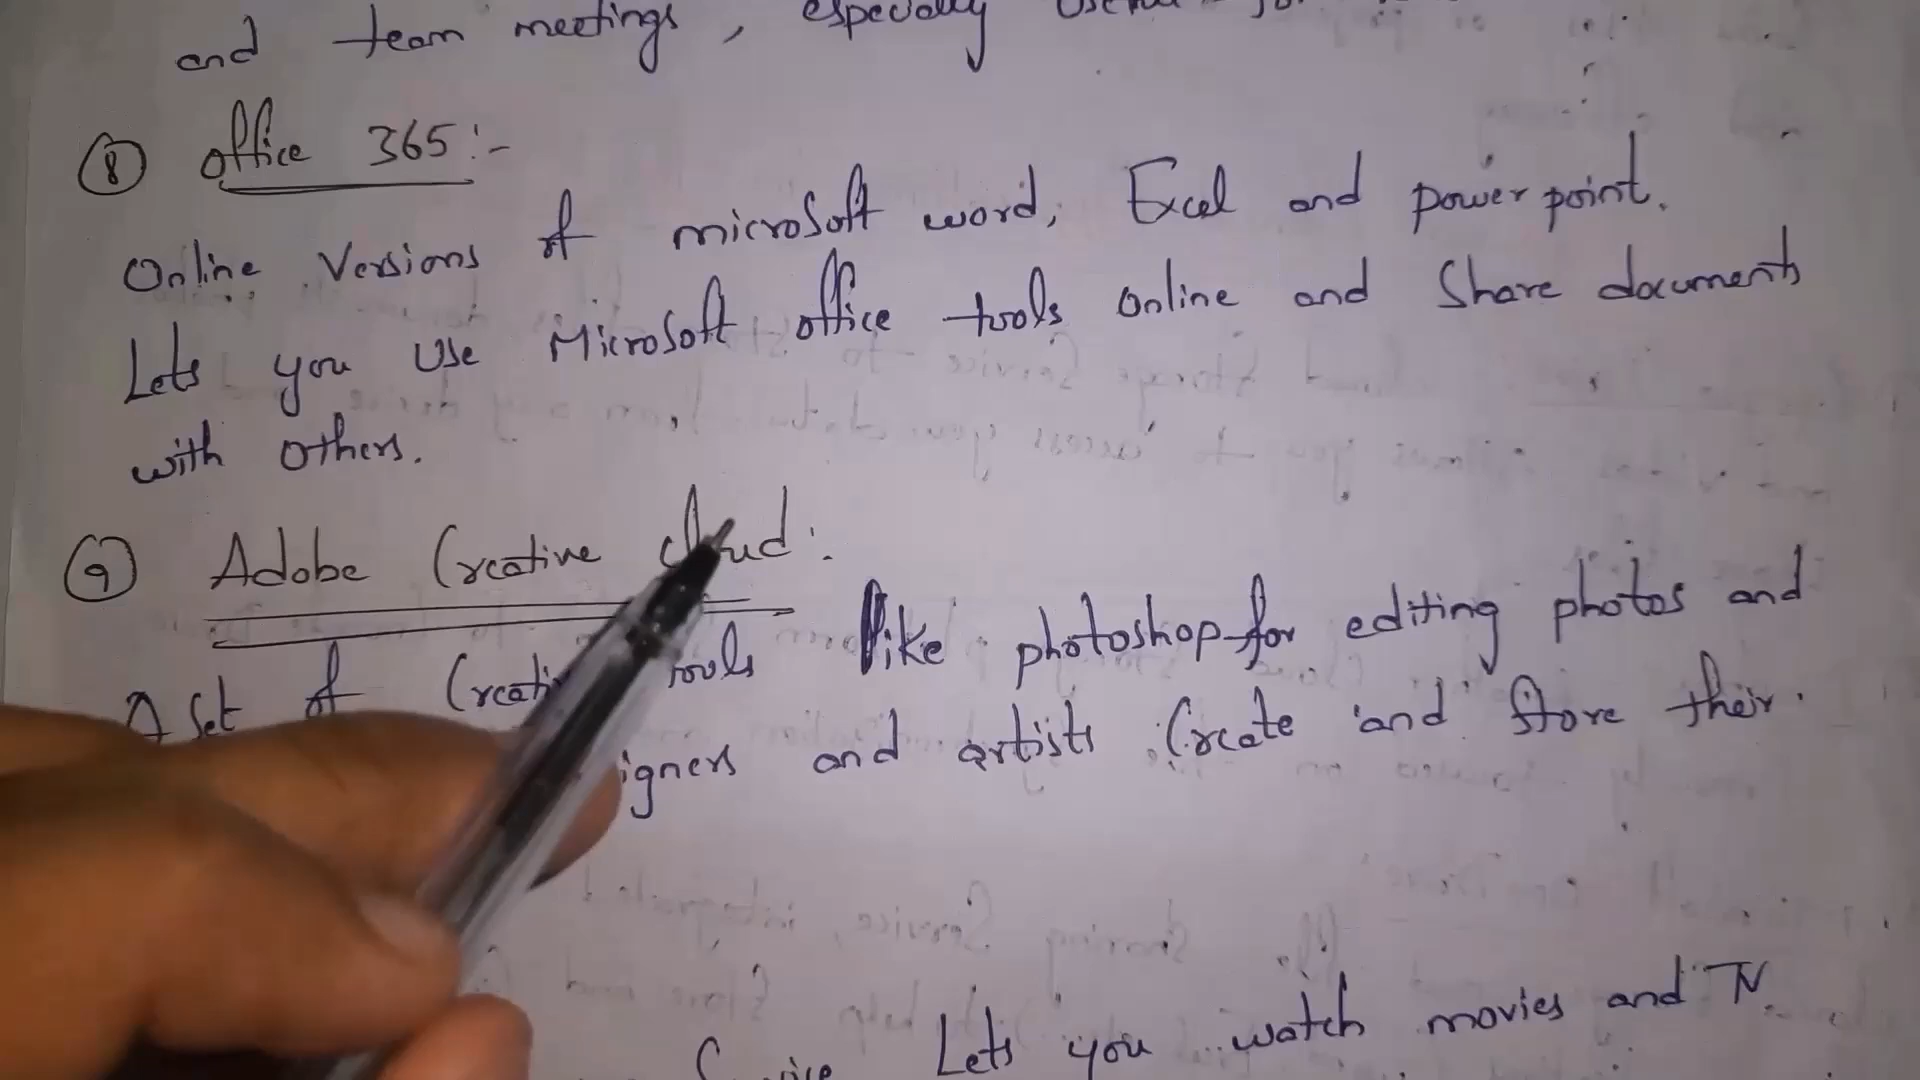 and team meetings, especially
⑧ office 365:-
Online Versions of microsoft word, Excel and power point.
Lets you Use Microsoft office tools Online and Share documents
with Others.
⑨ Adobe Creative Cloud:
A Set of Creative tools like photoshop for editing photos and
and artists Create and Store their.
Lets you watch movies and TV